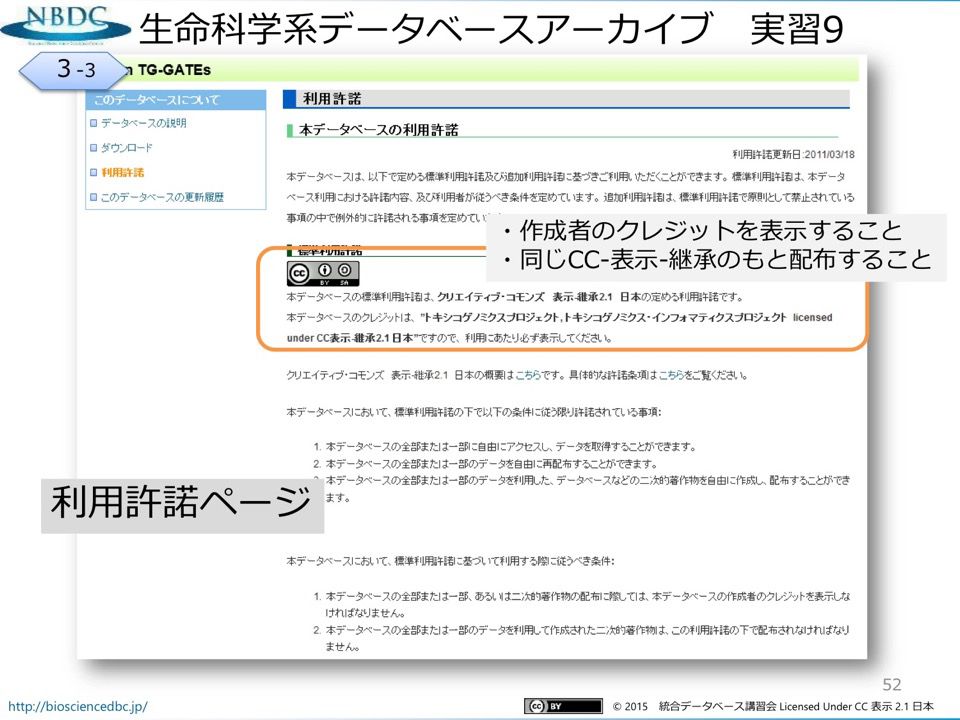 NBDC
生命科学系データベースアーカイブ 実習9
3-3
TG-GATEs
このデータベースについて
データベースの説明
ダウンロード
利用許諾
このデータベースの更新履歴
利用許諾
本データベースの利用許諾
利用許諾更新日:2011/03/18
本データベースは、以下で定める標準利用許諾及び追加利用許諾に基づきご利用いただくことができます。標準利用許諾は、本データ
ベース利用における許諾内容、及び利用者が従うべき条件を定めています。追加利用許諾は、標準利用許諾で原則として禁止されている
事項の中で例外的に許諾される事項を定めてい
・作成者のクレジットを表示すること
・同じCC-表示-継承のもと配布すること
標準利用許諾
cc BY SA
本データベースの標準利用許諾は、クリエイティブ・コモンズ 表示-継承2.1 日本の定める利用許諾です。
本データベースのクレジットは、"トキシコゲノミクスプロジェクト,トキシコゲノミクス・インフォマティクスプロジェクト licensed
under CC表示-継承2.1日本"ですので、利用にあたり必ず表示してください。
クリエイティブ・コモンズ 表示-継承2.1 日本の概要はこちらです。具体的な許諾条項はこちらをご覧ください。
本データベースにおいて、標準利用許諾の下で以下の条件に従う限り許諾されている事項:
1. 本データベースの全部または一部に自由にアクセスし、データを取得することができます。
2. 本データベースの全部または一部のデータを自由に再配布することができます。
本データベースの全部または一部のデータを利用した、データベースなどの二次的著作物を自由に作成し、配布することができ
ます。
利用許諾ページ
本データベースにおいて、標準利用許諾に基づいて利用する際に従うべき条件:
1. 本データベースの全部または一部、あるいは二次的著作物の配布に際しては、本データベースの作成者のクレジットを表示しな
ければなりません。
2. 本データベースの全部または一部のデータを利用して作成された二次的著作物は、この利用許諾の下で配布されなければなりま
せん。
52
http://biosciencedbc.jp/
cc BY
© 2015 統合データベース講習会 Licensed Under CC 表示 2.1 日本